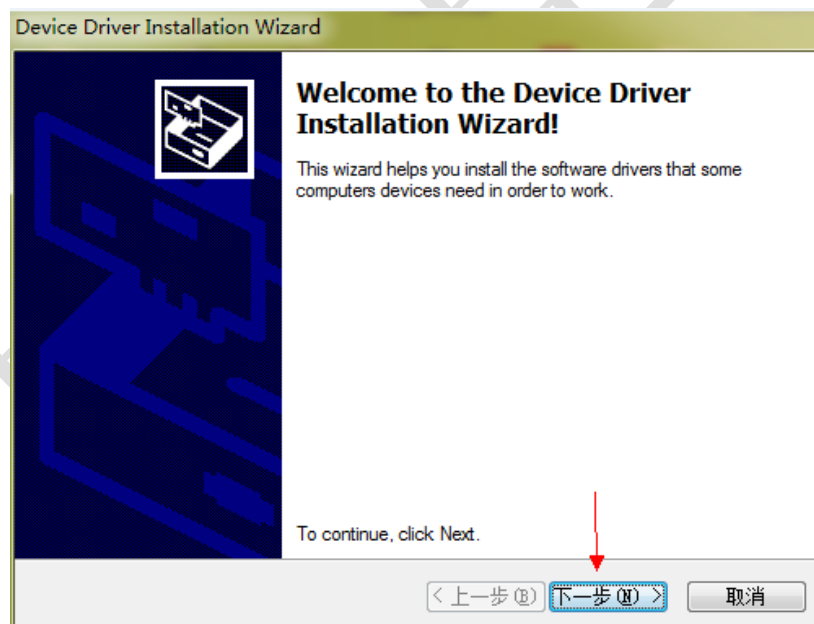 Device Driver Installation Wizard
Welcome to the Device Driver
Installation Wizard!
This wizard helps you install the software drivers that some
computers devices need in order to work.
To continue, click Next.
< 上一步(B) 下一步(N) > 取消